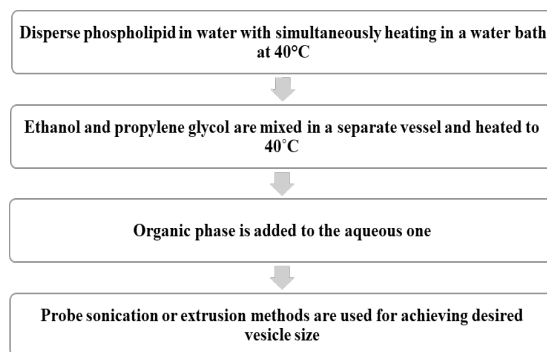 Disperse phospholipid in water with simultaneously heating in a water bath
at 40°C
Ethanol and propylene glycol are mixed in a separate vessel and heated to
40˚C
Organic phase is added to the aqueous one
Probe sonication or extrusion methods are used for achieving desired
vesicle size